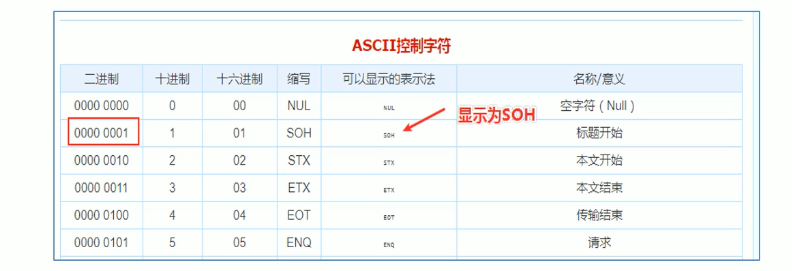 ASCII控制字符
二进制 十进制 十六进制 缩写 可以显示的表示法 名称/意义
0000 0000 0 00 NUL NUL 空字符（Null）
0000 0001 1 01 SOH SOH 显示为SOH 标题开始
0000 0010 2 02 STX STX 本文开始
0000 0011 3 03 ETX ETX 本文结束
0000 0100 4 04 EOT EOT 传输结束
0000 0101 5 05 ENQ ENQ 请求